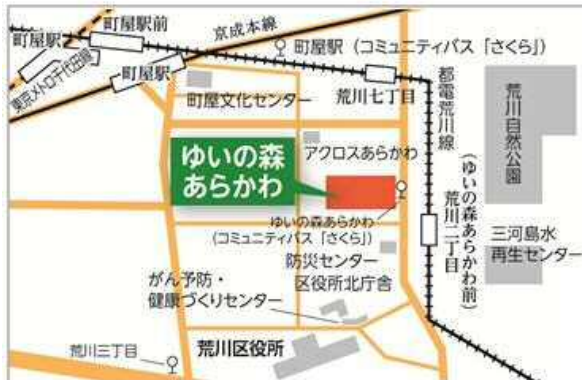 町屋駅前
京成本線
町屋駅
町屋駅
東京メトロ千代田線
町屋駅(コミュニティバス「さくら」)
町屋文化センター
荒川七丁目
都電荒川線
荒川自然公園
アクロスあらかわ
ゆいの森
あらかわ
ゆいの森あらかわ
(コミュニティバス「さくら」)
荒川二丁目
(ゆいの森あらかわ前)
三河島水
再生センター
防災センター
区役所北庁舎
がん予防・
健康づくりセンター
荒川三丁目
荒川区役所